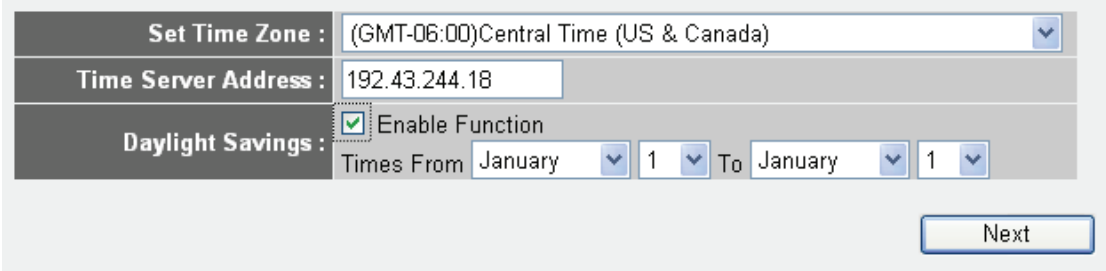 Set Time Zone : (GMT-06:00)Central Time (US & Canada)
Time Server Address : 192.43.244.18
Daylight Savings : Enable Function
Times From January 1 To January 1
Next